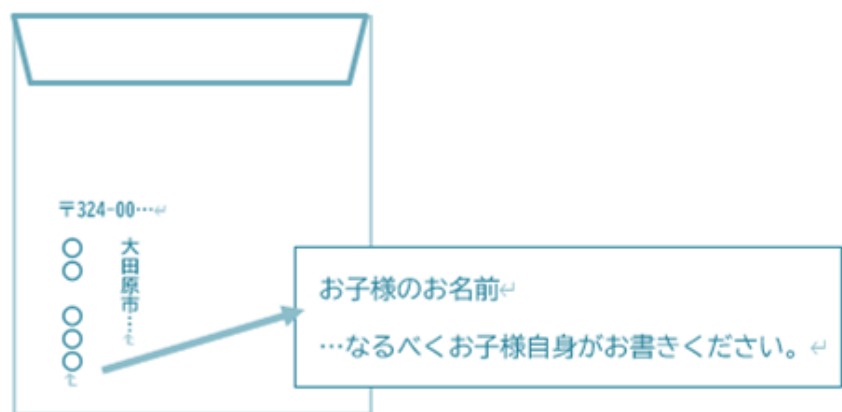 〒324-00…↵
大田原市…↵
○○　○○○↵
お子様のお名前↵
…なるべくお子様自身がお書きください。↵